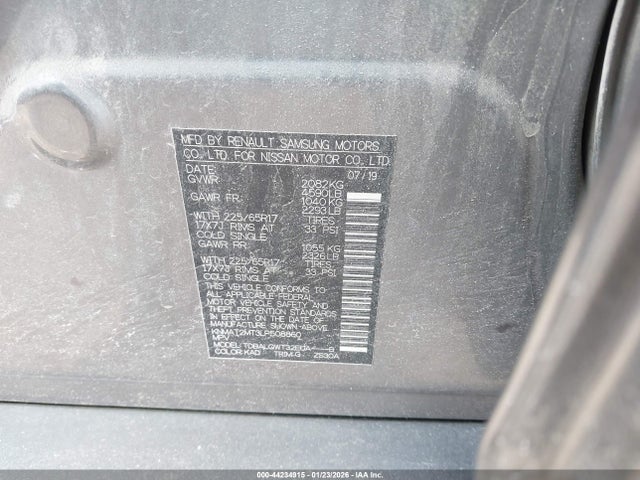 MFD BY RENAULT SAMSUNG MOTORS
CO., LTD. FOR NISSAN MOTOR CO., LTD.
DATE: 07/19
GVWR: 2082KG
4590LB
GAWR FR: 1040KG
2293LB
WITH 225/65R17 TIRES
17X7J RIMS AT 33 PSI
COLD SINGLE
GAWR RR: 1055 KG
2326LB
WITH 225/65R17 TIRES
17X7J RIMS AT 33 PSI
COLD SINGLE
THIS VEHICLE CONFORMS TO
ALL APPLICABLE FEDERAL
MOTOR VEHICLE SAFETY AND
THEFT PREVENTION STANDARDS
IN EFFECT ON THE DATE OF
MANUFACTURE SHOWN ABOVE.
KNMAT2MT3LP508860
MPV
MODEL:
COLOR: KAD TRIM: G
000-44234915 - 01/23/2026 - IAA Inc.